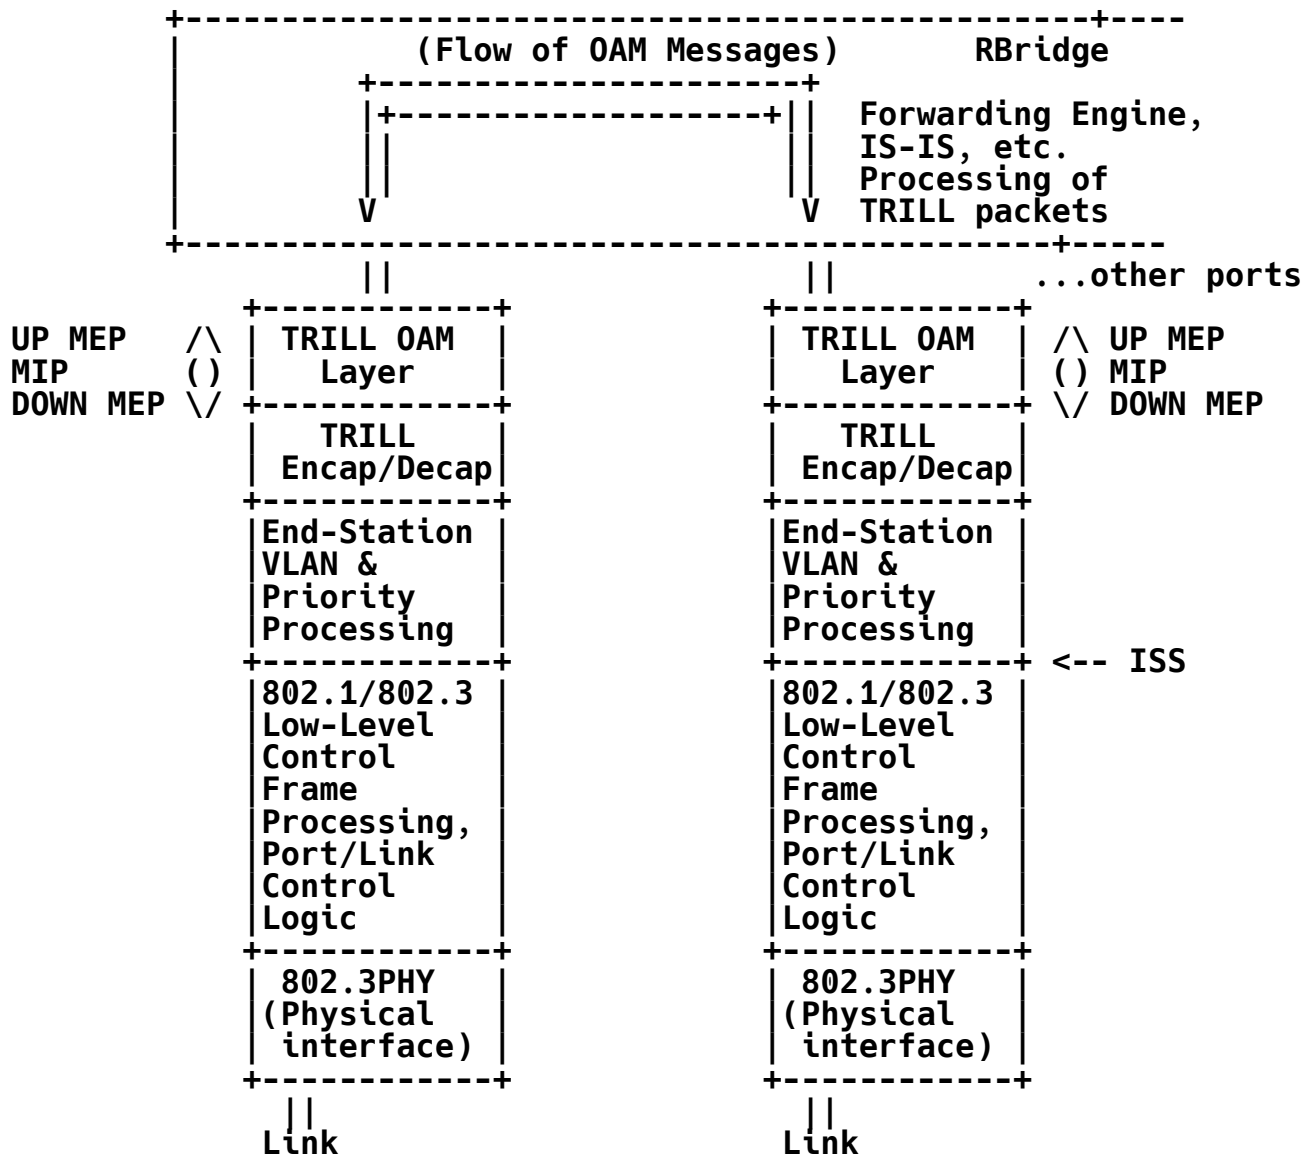 (Flow of OAM Messages) RBridge
Forwarding Engine,
IS-IS, etc.
Processing of
V V TRILL packets
...other ports
UP MEP /\ TRILL OAM TRILL OAM /\ UP MEP
MIP () Layer Layer () MIP
DOWN MEP \/ \/ DOWN MEP
TRILL TRILL
Encap/Decap Encap/Decap
End-Station End-Station
VLAN & VLAN &
Priority Priority
Processing Processing
<-- ISS
802.1/802.3 802.1/802.3
Low-Level Low-Level
Control Control
Frame Frame
Processing, Processing,
Port/Link Port/Link
Control Control
Logic Logic
802.3PHY 802.3PHY
(Physical (Physical
interface) interface)
Link Link